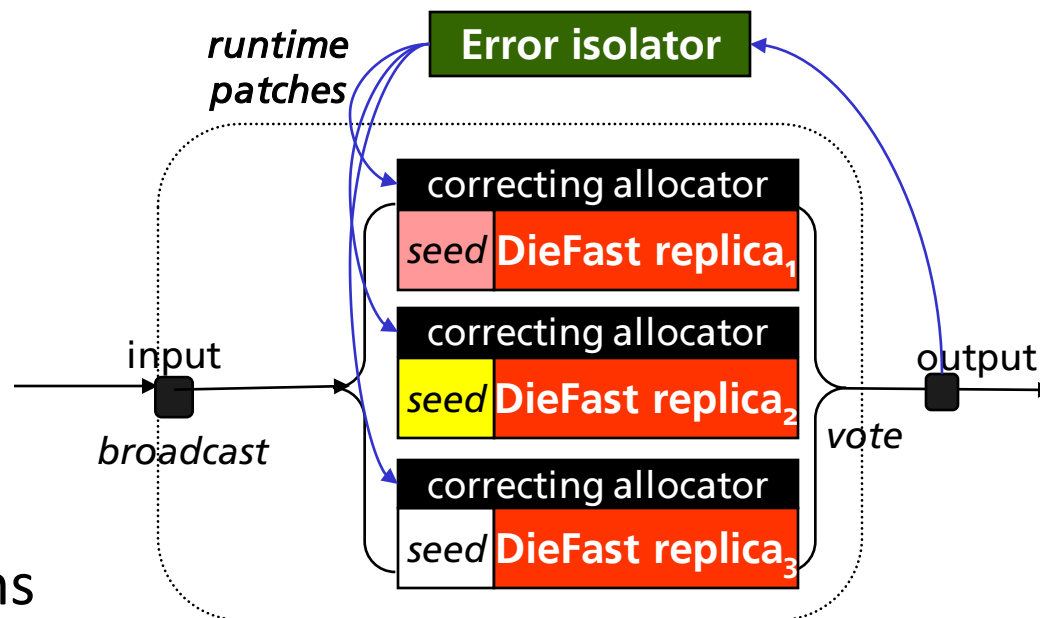 runtime
patches
Error isolator
correcting allocator
seed DieFast replica1
correcting allocator
seed DieFast replica2
correcting allocator
seed DieFast replica3
input
broadcast
output
vote